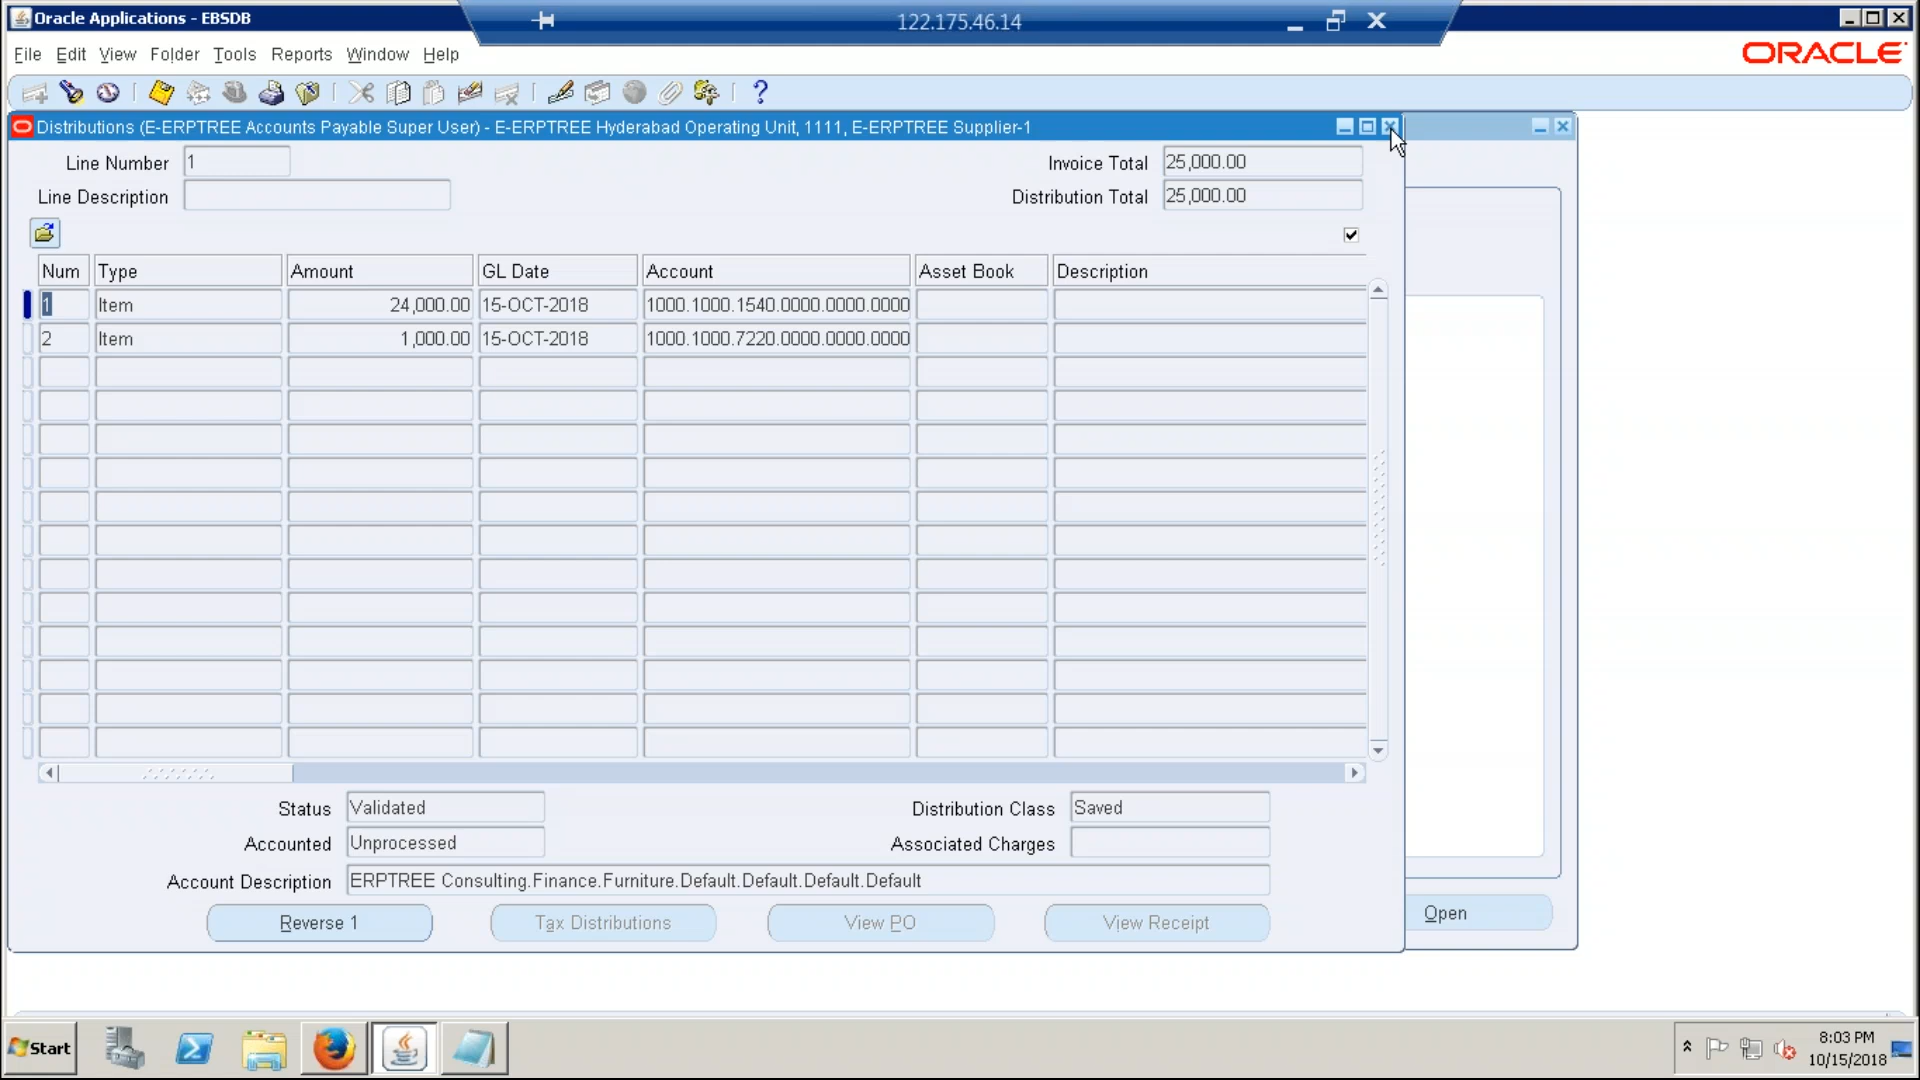 Oracle Applications - EBSDB
122.175.46.14
File Edit View Folder Tools Reports Window Help
ORACLE
Distributions (E-ERPTREE Accounts Payable Super User) - E-ERPTREE Hyderabad Operating Unit, 1111, E-ERPTREE Supplier-1
Line Number 1 Invoice Total 25,000.00
Line Description Distribution Total 25,000.00
Num Type Amount GL Date Account Asset Book Description
1 Item 24,000.00 15-OCT-2018 1000.1000.1540.0000.0000.0000
2 Item 1,000.00 15-OCT-2018 1000.1000.7220.0000.0000.0000
Status Validated Distribution Class Saved
Accounted Unprocessed Associated Charges
Account Description ERPTREE Consulting.Finance.Furniture.Default.Default.Default.Default
Reverse 1 Tax Distributions View PO View Receipt Open
Start 8:03 PM
10/15/2018